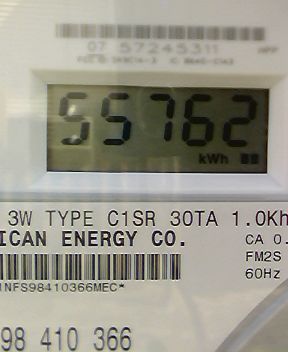 07 57245311
55762
kWh
3W TYPE C1SR 30TA 1.0Kh
ICAN ENERGY CO.
CA 0.
FM2S
60Hz
1NFS98410366MEC*
98 410 366